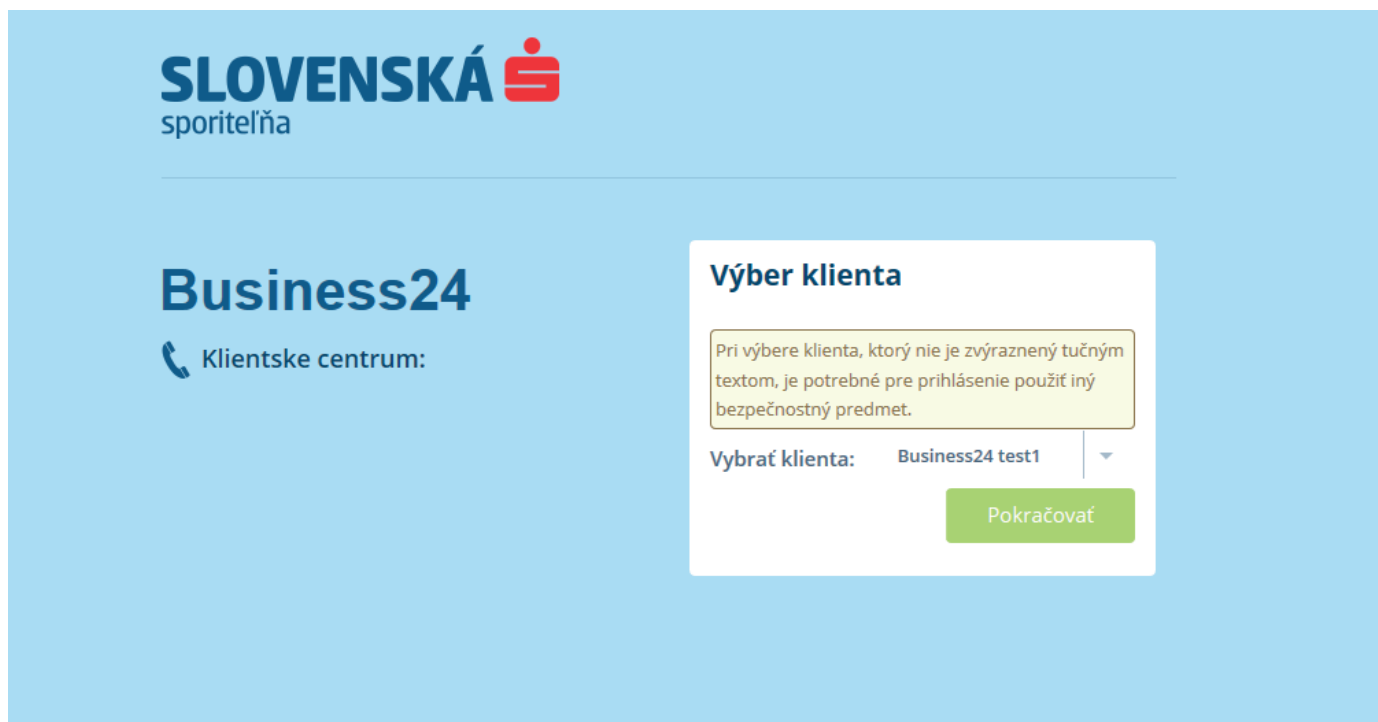 SLOVENSKÁ
sporiteľňa
Business24
Klientske centrum:
Výber klienta
Pri výbere klienta, ktorý nie je zvýraznený tučným
textom, je potrebné pre prihlásenie použiť iný
bezpečnostný predmet.
Vybrať klienta: Business24 test1
Pokračovať